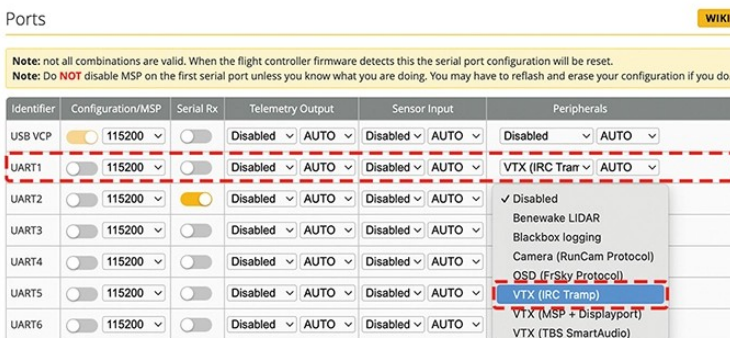 Ports
WIKI
Note: not all combinations are valid. When the flight controller firmware detects this the serial port configuration will be reset.
Note: Do NOT disable MSP on the first serial port unless you know what you are doing. You may have to reflash and erase your configuration if you do.
Identifier Configuration/MSP Serial Rx Telemetry Output Sensor Input Peripherals
USB VCP 115200 Disabled AUTO Disabled AUTO Disabled AUTO
UART1 115200 Disabled AUTO Disabled AUTO VTX (IRC Tram AUTO
UART2 115200 Disabled AUTO Disabled AUTO
✓ Disabled
Benewake LIDAR
UART3 115200 Disabled AUTO Disabled AUTO
Blackbox logging
Camera (RunCam Protocol)
UART4 115200 Disabled AUTO Disabled AUTO
OSD (FrSky Protocol)
UART5 115200 Disabled AUTO Disabled AUTO
VTX (IRC Tramp)
VTX (MSP + Displayport)
UART6 115200 Disabled AUTO Disabled AUTO
VTX (TBS SmartAudio)